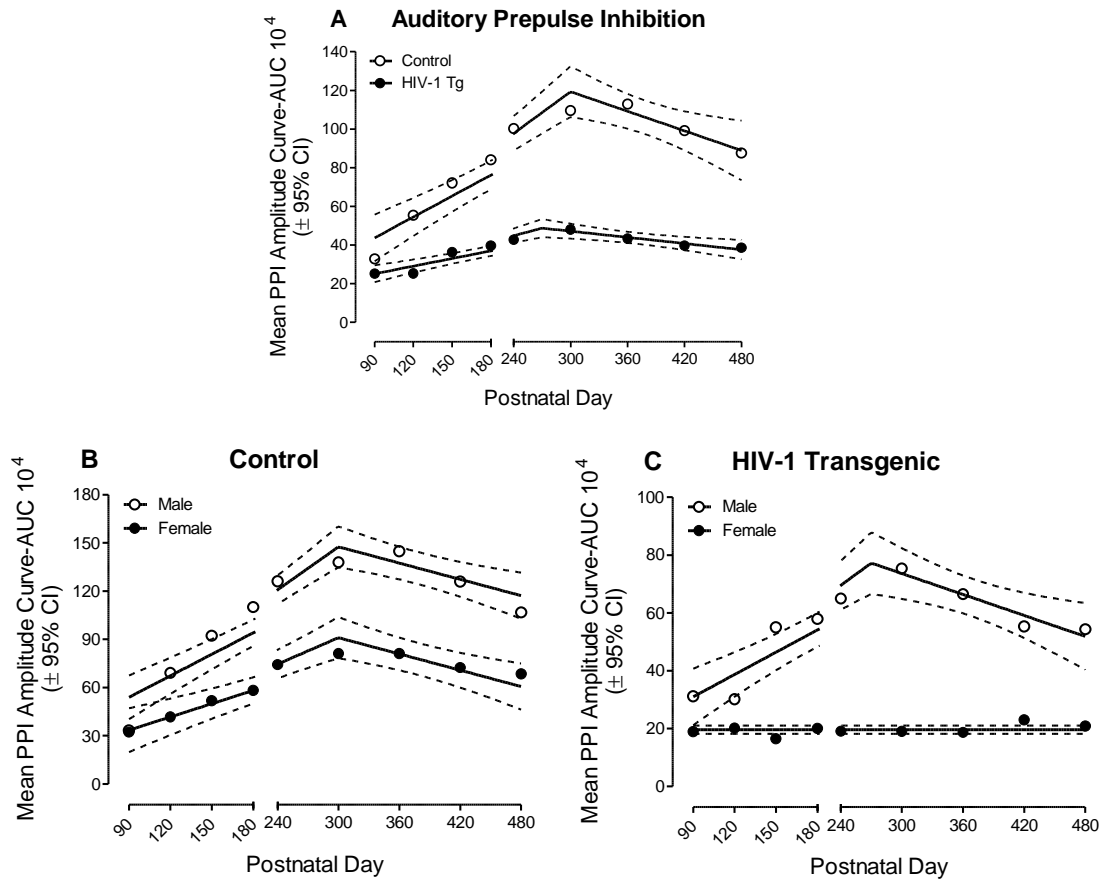 A Auditory Prepulse Inhibition
Mean PPI Amplitude Curve-AUC 10^4
(± 95% CI)
Control
HIV-1 Tg
140
120
100
80
60
40
20
0
90 120 150 180 240 300 360 420 480
Postnatal Day
B Control
Mean PPI Amplitude Curve-AUC 10^4
(± 95% CI)
Male
Female
180
150
120
90
60
30
0
90 120 150 180 240 300 360 420 480
Postnatal Day
C HIV-1 Transgenic
Mean PPI Amplitude Curve-AUC 10^4
(± 95% CI)
Male
Female
100
80
60
40
20
0
90 120 150 180 240 300 360 420 480
Postnatal Day